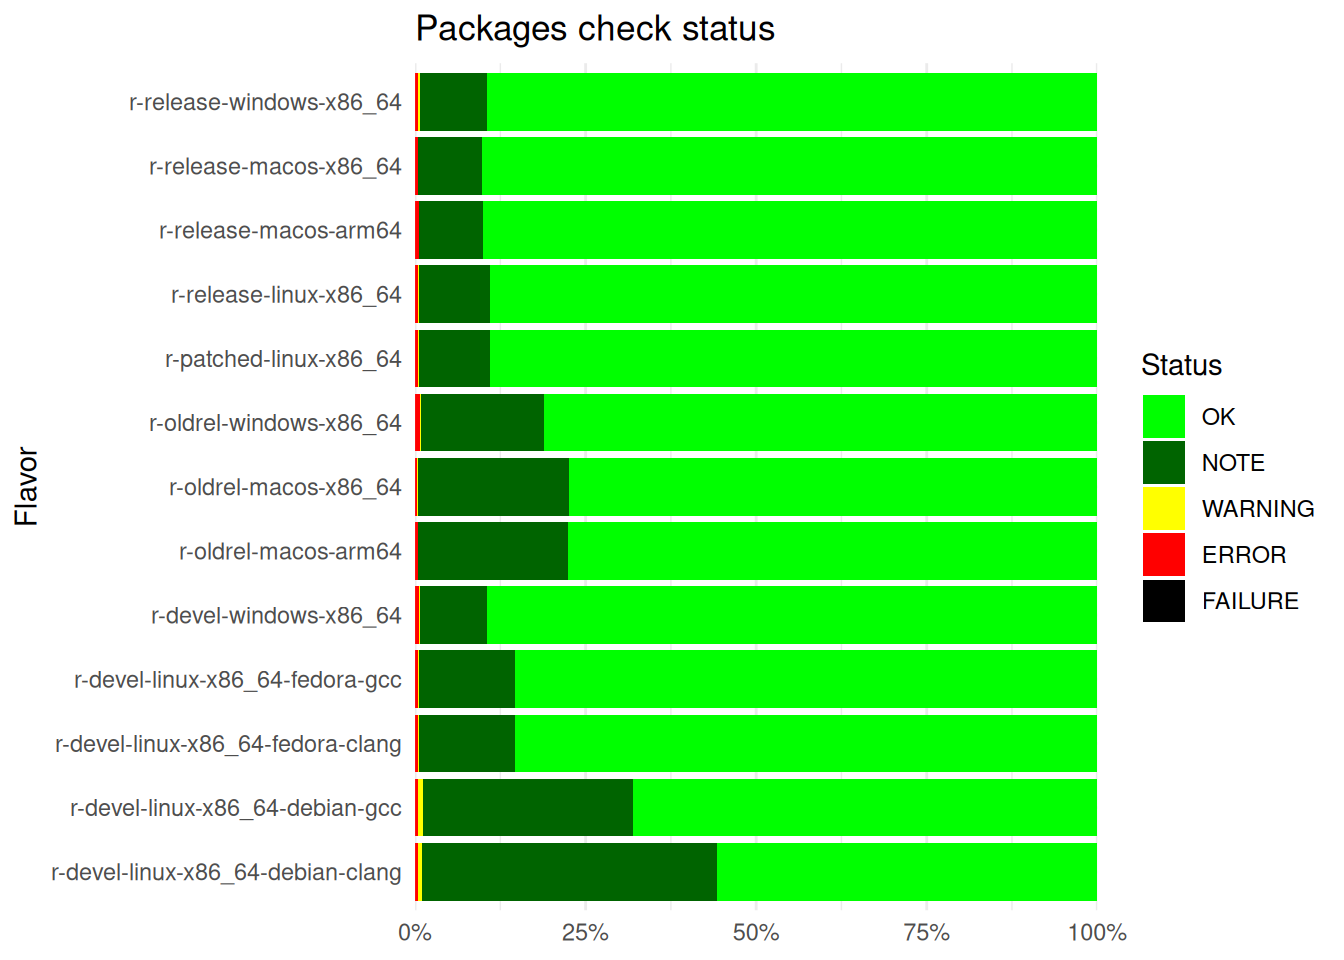 Packages check status
r-release-windows-x86_64
r-release-macos-x86_64
r-release-macos-arm64
r-release-linux-x86_64
r-patched-linux-x86_64
r-oldrel-windows-x86_64
r-oldrel-macos-x86_64
r-oldrel-macos-arm64
r-devel-windows-x86_64
r-devel-linux-x86_64-fedora-gcc
r-devel-linux-x86_64-fedora-clang
r-devel-linux-x86_64-debian-gcc
r-devel-linux-x86_64-debian-clang
Flavor
0% 25% 50% 75% 100%
Status
OK
NOTE
WARNING
ERROR
FAILURE